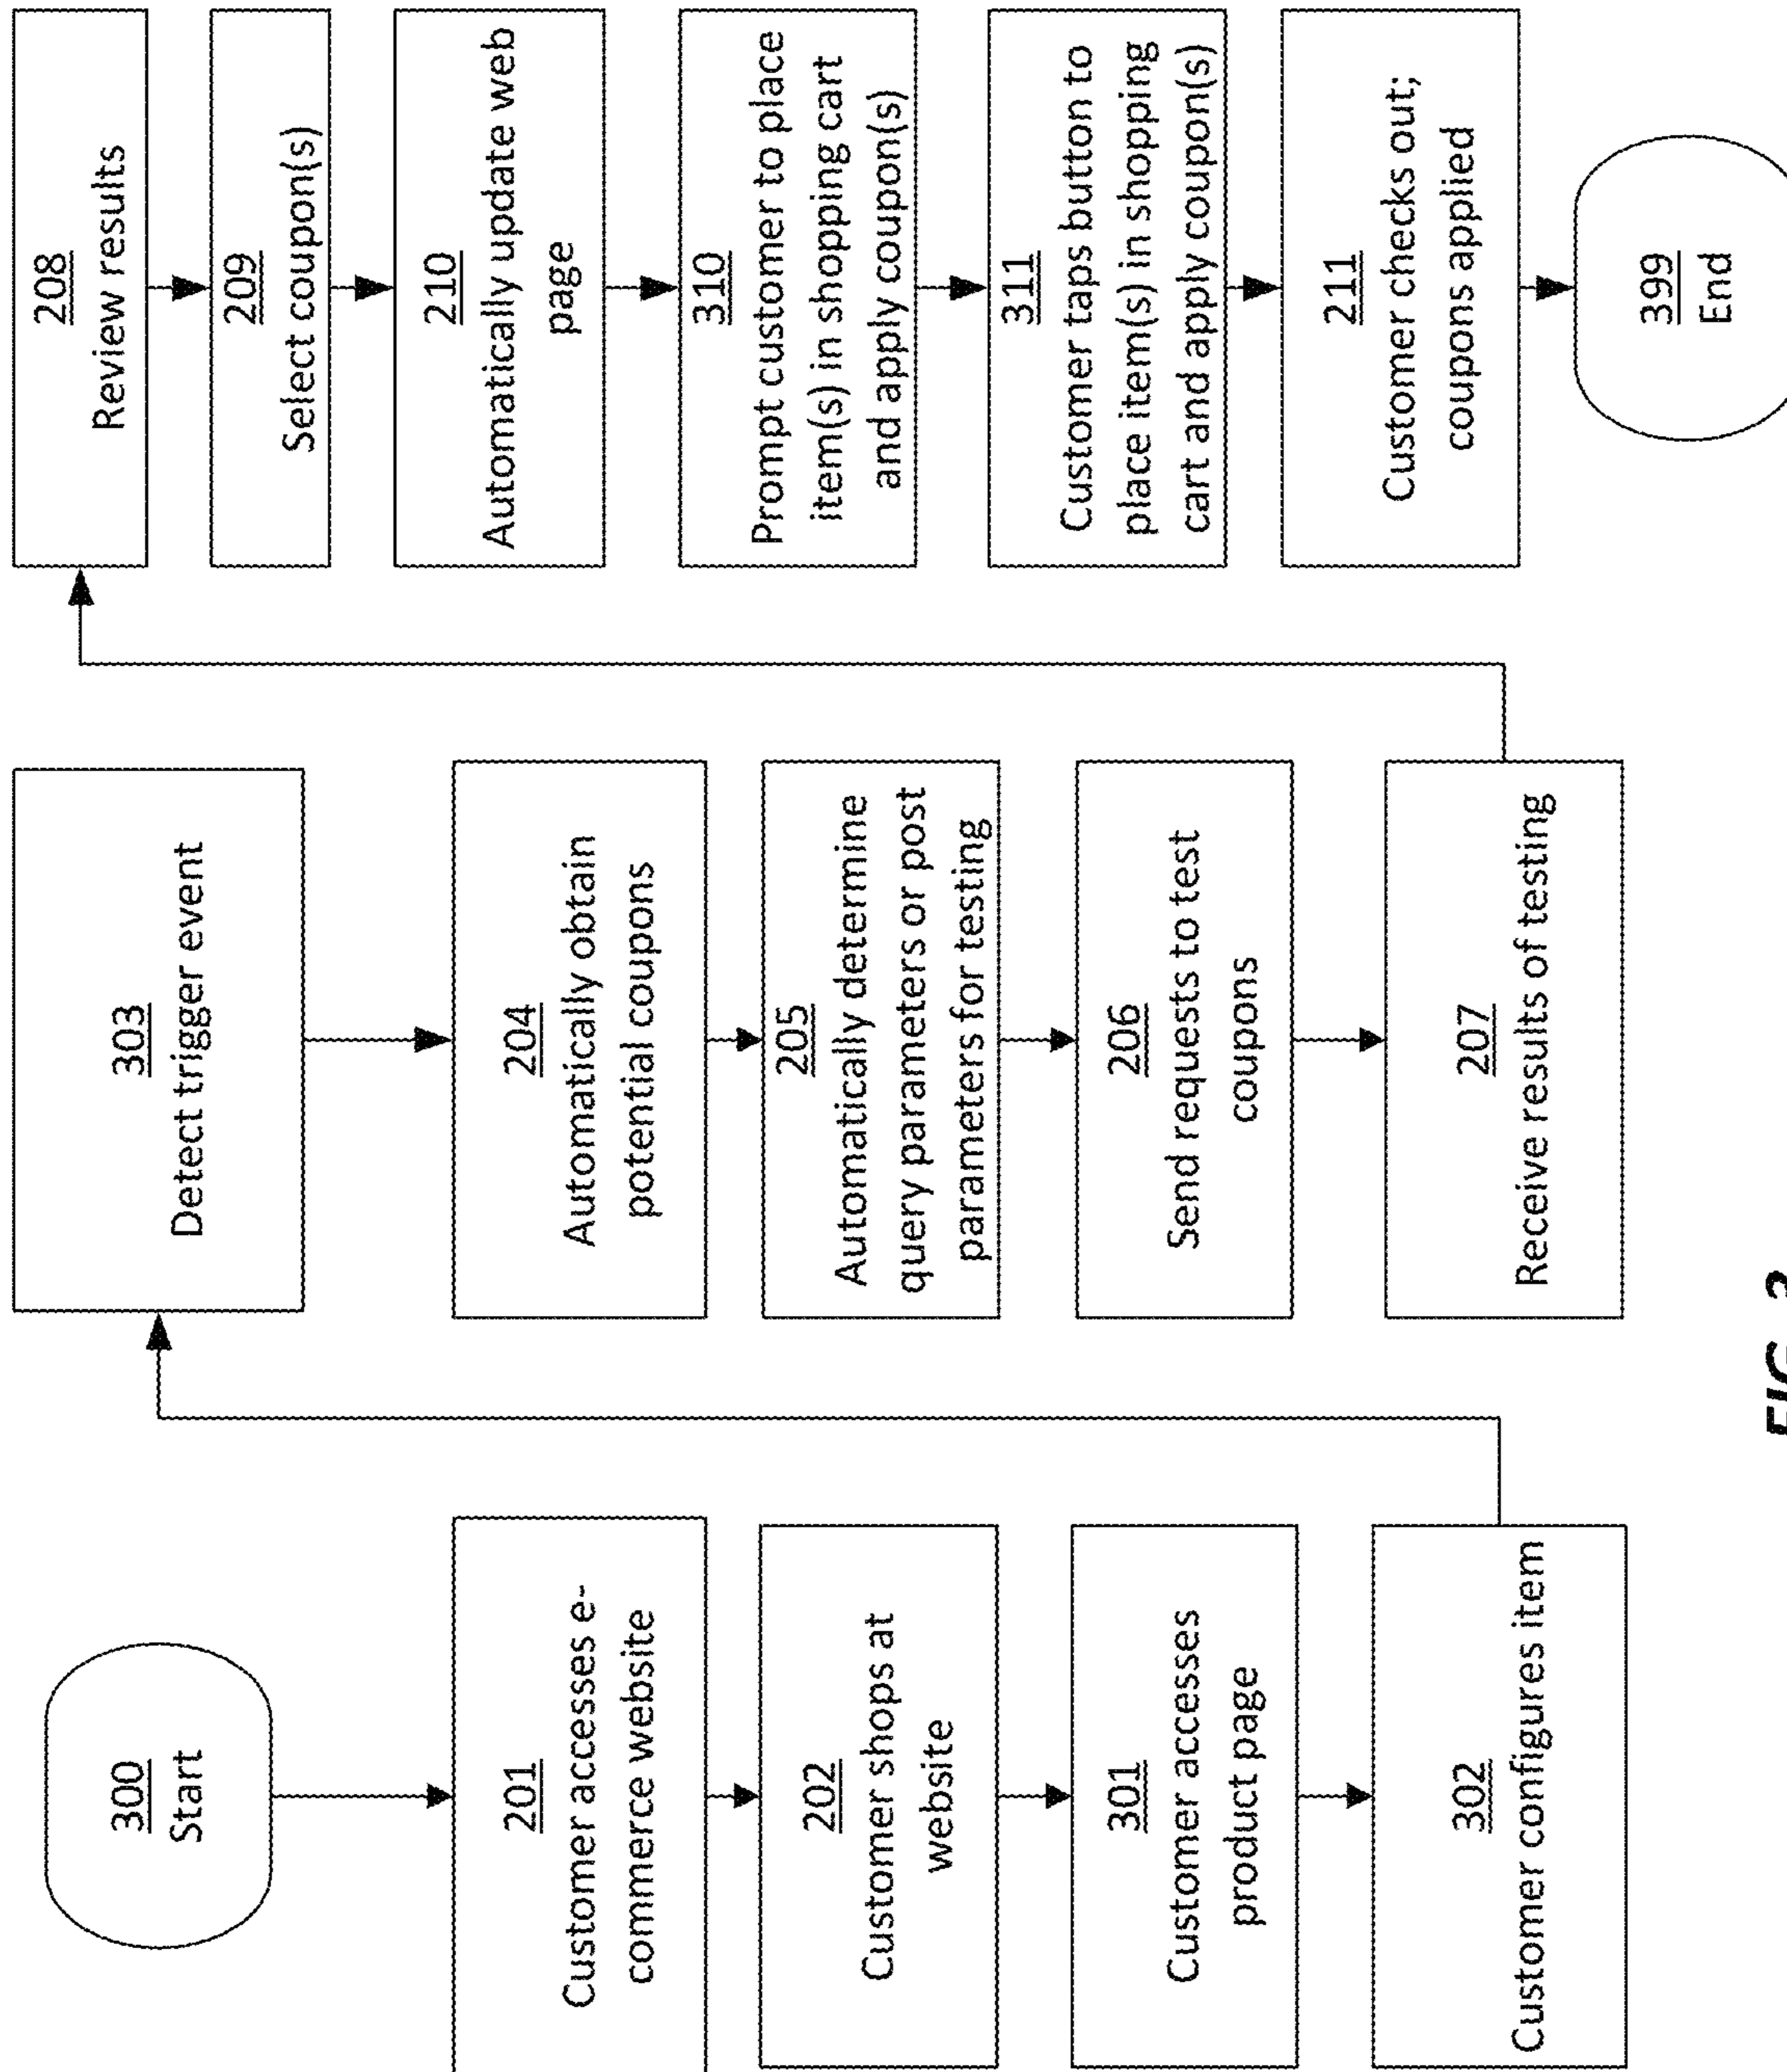 300
Start
201
Customer accesses e-
commerce website
202
Customer shops at
website
301
Customer accesses
product page
302
Customer configures item
303
Detect trigger event
204
Automatically obtain
potential coupons
205
Automatically determine
query parameters or post
parameters for testing
206
Send requests to test
coupons
207
Receive results of testing
208
Review results
209
Select coupon(s)
210
Automatically update web
page
310
Prompt customer to place
item(s) in shopping cart
and apply coupon(s)
311
Customer taps button to
place item(s) in shopping
cart and apply coupon(s)
211
Customer checks out;
coupons applied
399
End
FIG